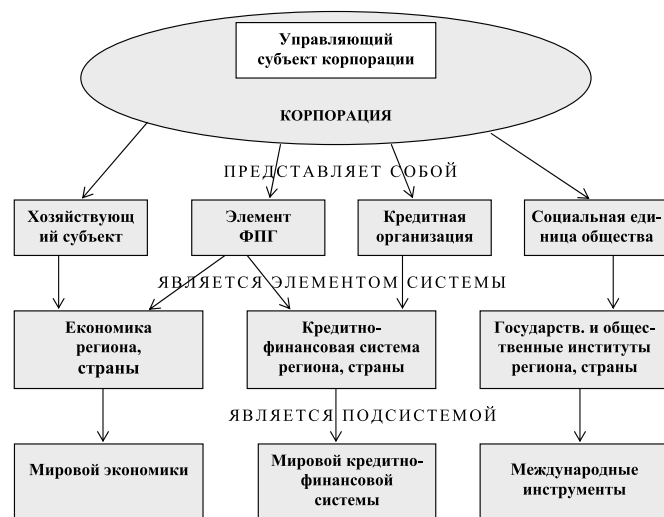 Управляющий
субъект корпорации
КОРПОРАЦИЯ
ПРЕДСТАВЛЯЕТ СОБОЙ
Хозяйствующ
ий субъект
Элемент
ФПГ
Кредитная
организация
Социальная еди-
ница общества
ЯВЛЯЕТСЯ ЭЛЕМЕНТОМ СИСТЕМЫ
Економика
региона,
страны
Кредитно-
финансовая система
региона, страны
Государств. и общес-
твенные институты
региона, страны
ЯВЛЯЕТСЯ ПОДСИСТЕМОЙ
Мировой экономики
Мировой кредитно-
финансовой
системы
Международные
инструменты